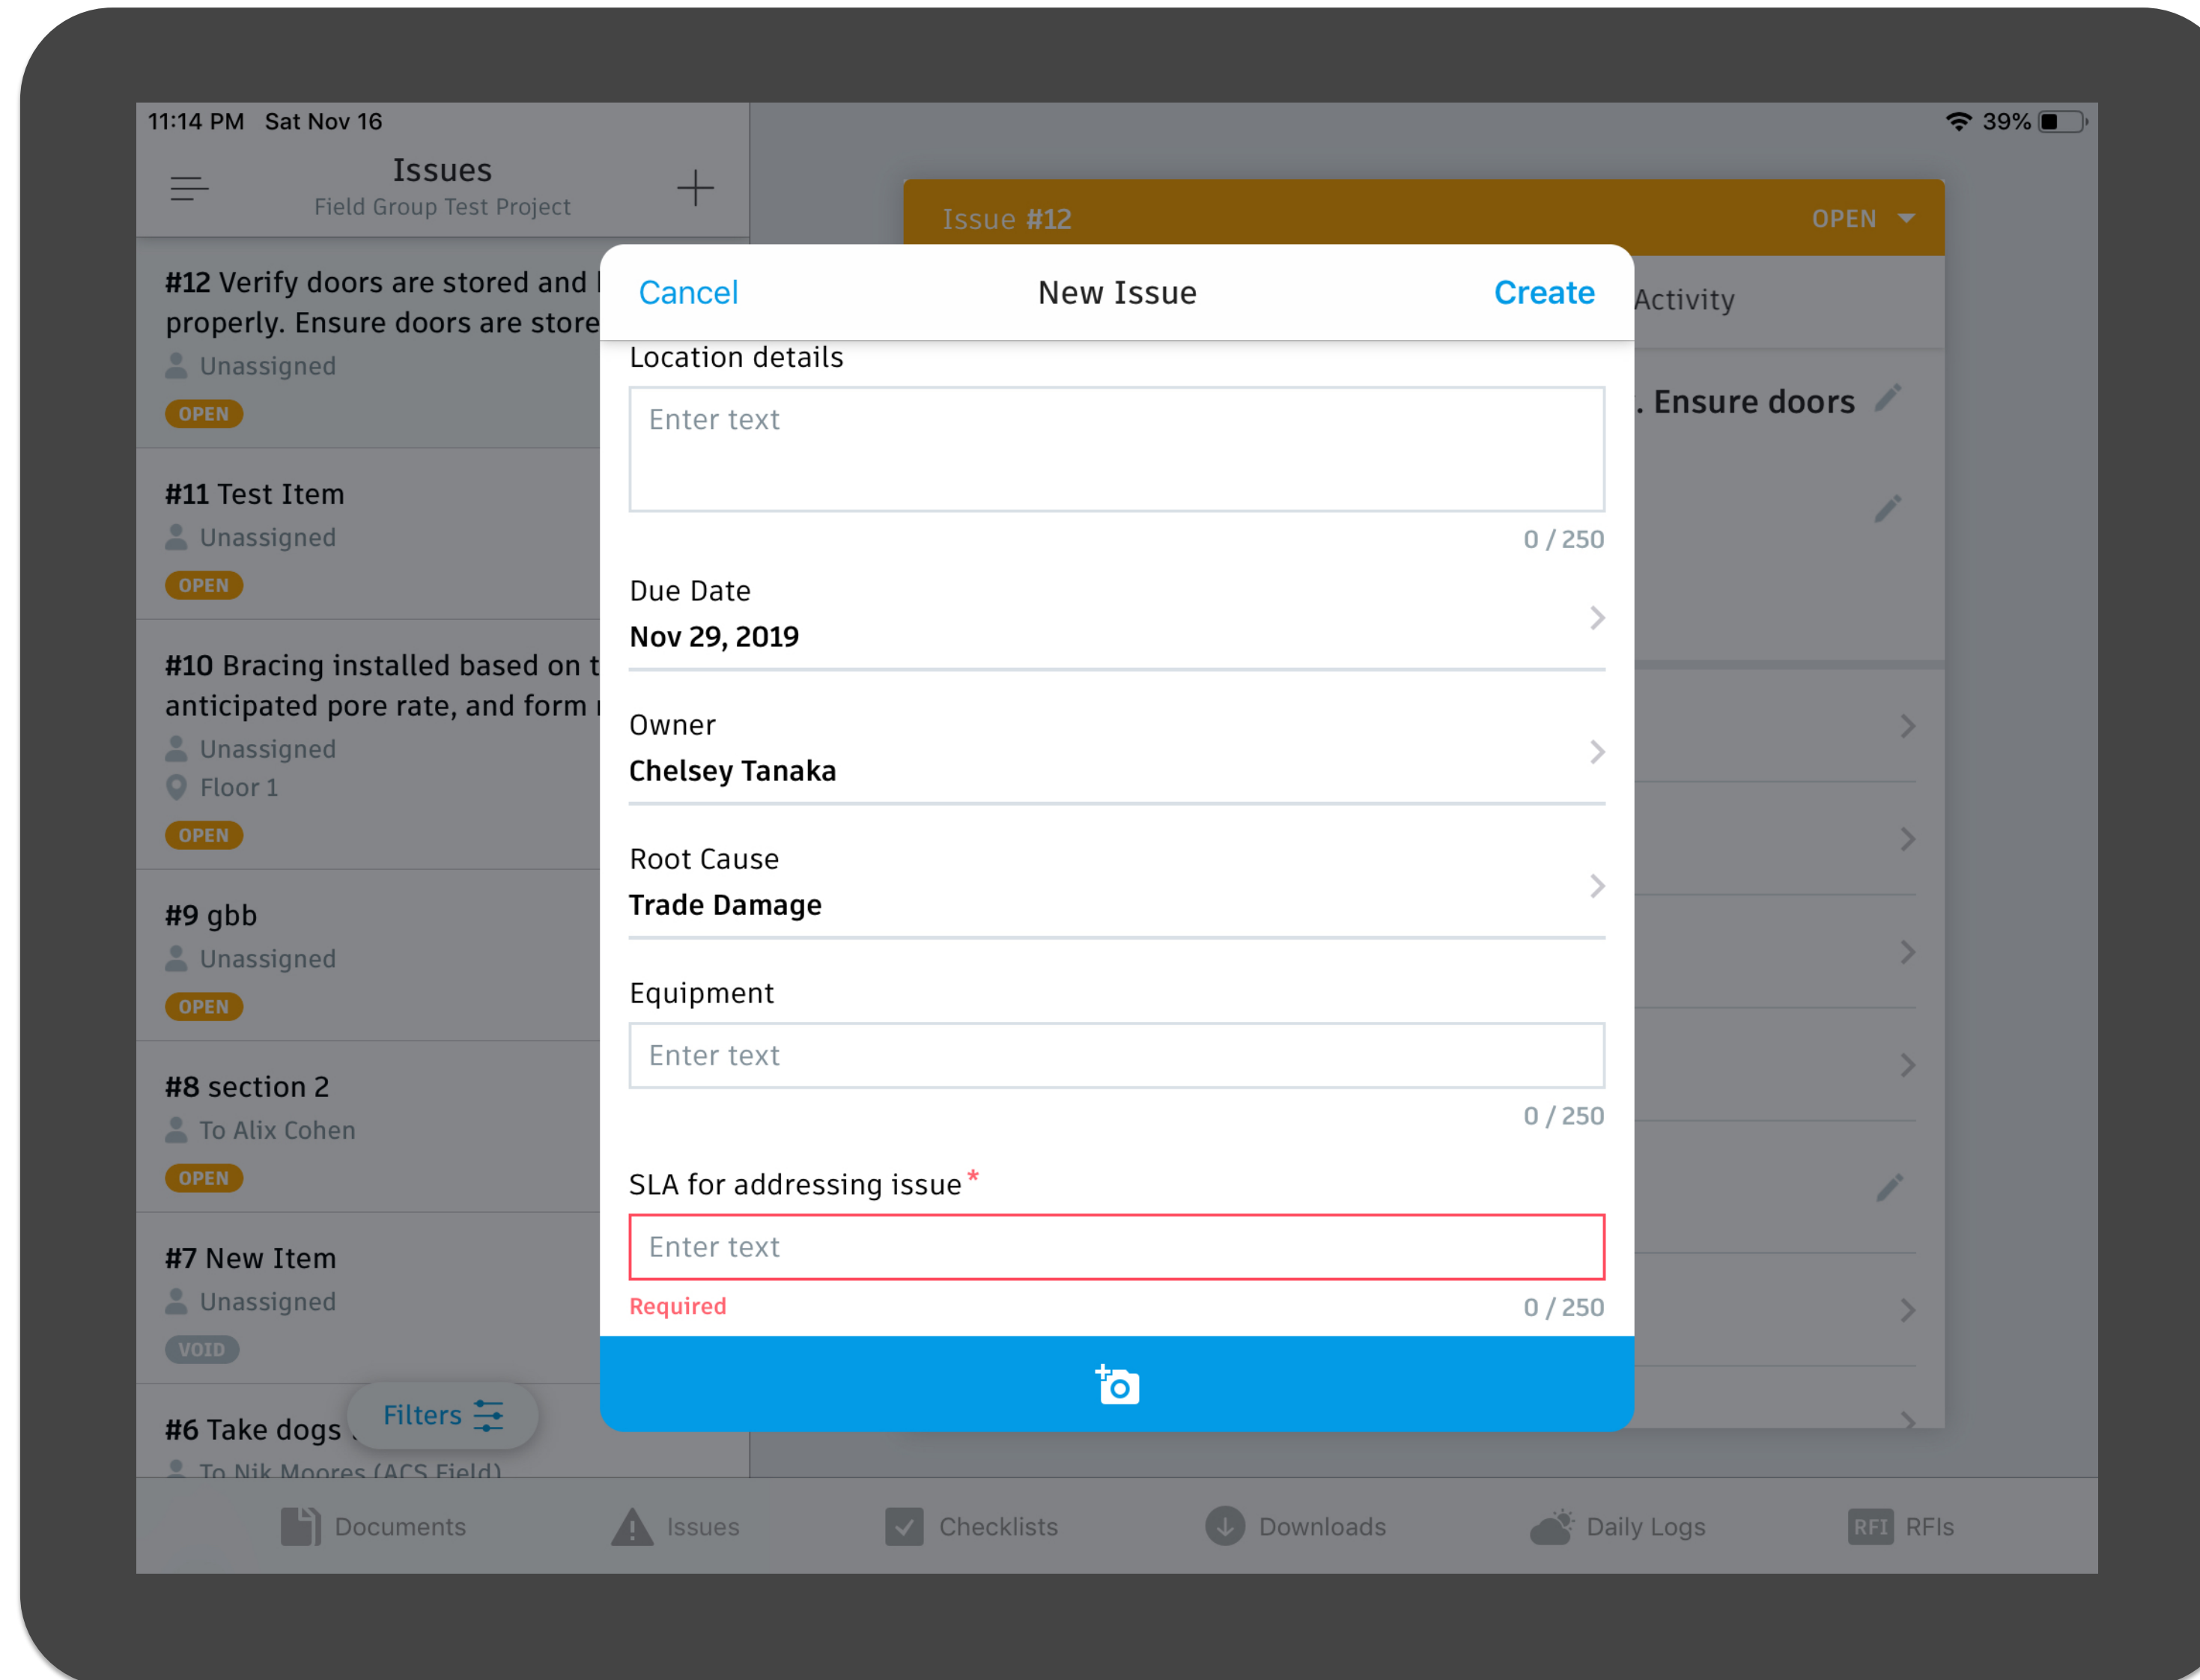 11:14 PM Sat Nov 16
39%
Issues
Field Group Test Project
#12 Verify doors are stored and
properly. Ensure doors are store
Unassigned
OPEN
#11 Test Item
Unassigned
OPEN
#10 Bracing installed based on t
anticipated pore rate, and form
Unassigned
Floor 1
OPEN
#9 gbb
Unassigned
OPEN
#8 section 2
To Alix Cohen
OPEN
#7 New Item
Unassigned
VOID
#6 Take dogs
To Nik Moores (ACS Field)
Filters
Issue #12
OPEN
Activity
. Ensure doors
Cancel
New Issue
Create
Location details
Enter text
0 / 250
Due Date
Nov 29, 2019
Owner
Chelsey Tanaka
Root Cause
Trade Damage
Equipment
Enter text
0 / 250
SLA for addressing issue*
Enter text
Required
0 / 250
Documents
Issues
Checklists
Downloads
Daily Logs
RFI RFIs